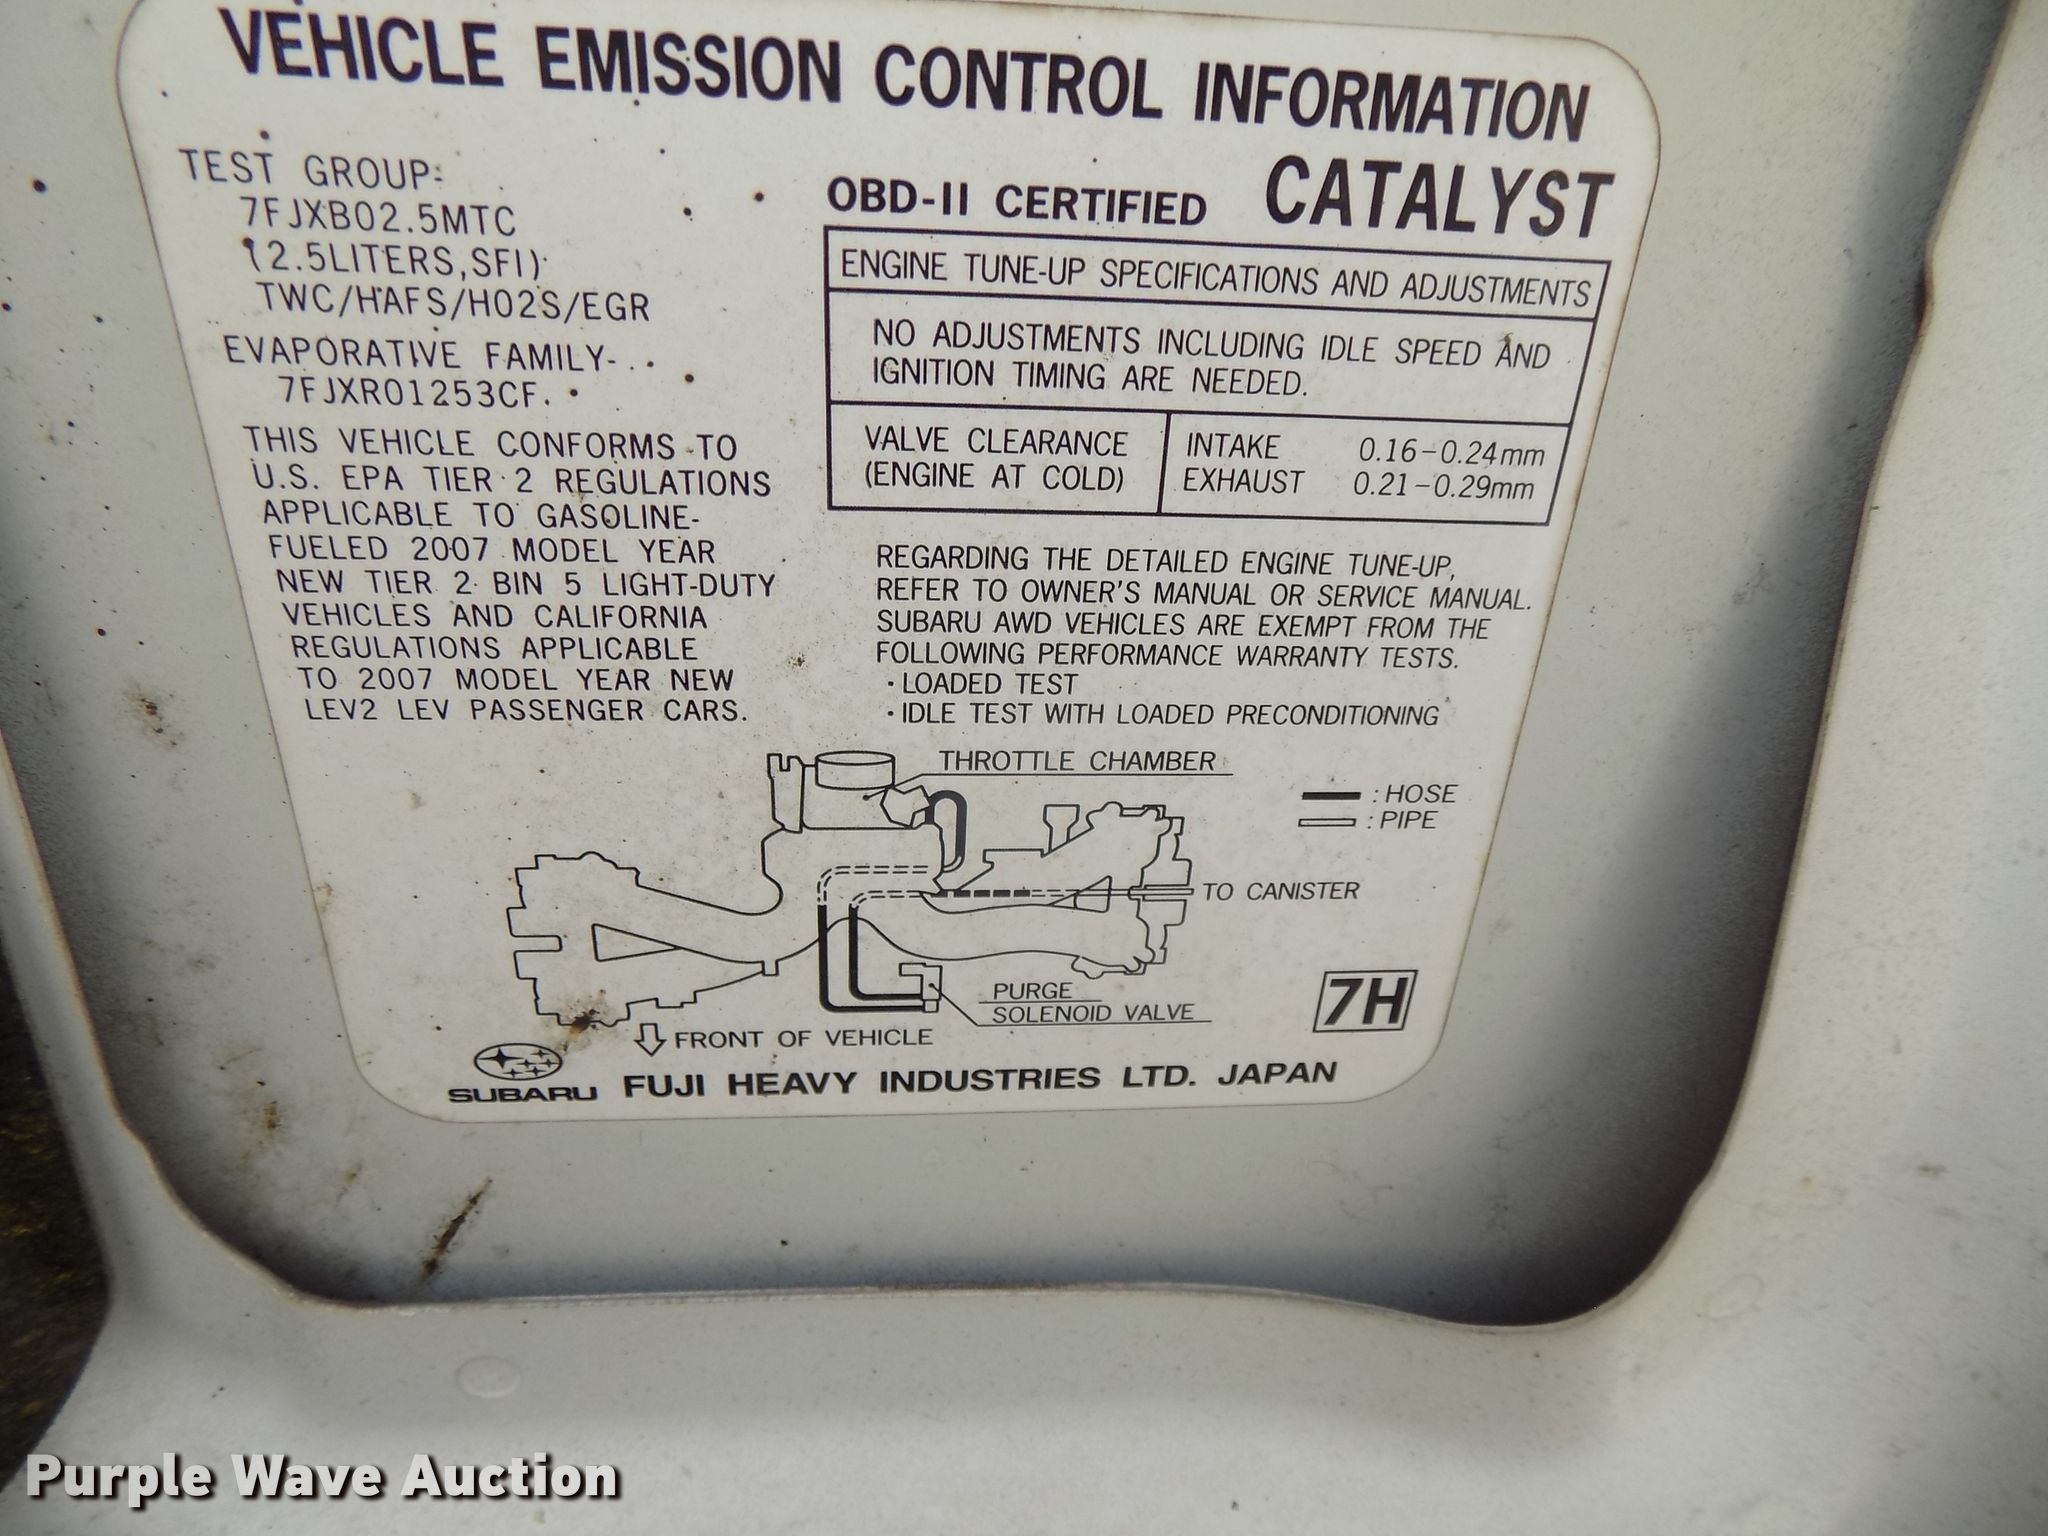 VEHICLE EMISSION CONTROL INFORMATION
TEST GROUP:
7FJXB02.5MTC
(2.5LITERS,SFI)
TWC/HAFS/HO2S/EGR
EVAPORATIVE FAMILY
7FJXR01253CF.
THIS VEHICLE CONFORMS TO
U.S. EPA TIER 2 REGULATIONS
APPLICABLE TO GASOLINE-
FUELED 2007 MODEL YEAR
NEW TIER 2 BIN 5 LIGHT-DUTY
VEHICLES AND CALIFORNIA
REGULATIONS APPLICABLE
TO 2007 MODEL YEAR NEW
LEV2 LEV PASSENGER CARS.
OBD-II CERTIFIED CATALYST
ENGINE TUNE-UP SPECIFICATIONS AND ADJUSTMENTS
NO ADJUSTMENTS INCLUDING IDLE SPEED AND
IGNITION TIMING ARE NEEDED.
VALVE CLEARANCE
(ENGINE AT COLD)
INTAKE 0.16-0.24mm
EXHAUST 0.21-0.29mm
REGARDING THE DETAILED ENGINE TUNE-UP,
REFER TO OWNER'S MANUAL OR SERVICE MANUAL.
SUBARU AWD VEHICLES ARE EXEMPT FROM THE
FOLLOWING PERFORMANCE WARRANTY TESTS.
·LOADED TEST
·IDLE TEST WITH LOADED PRECONDITIONING
THROTTLE CHAMBER
:HOSE
:PIPE
TO CANISTER
PURGE
SOLENOID VALVE
7H
FRONT OF VEHICLE
SUBARU FUJI HEAVY INDUSTRIES LTD. JAPAN
Purple Wave Auction